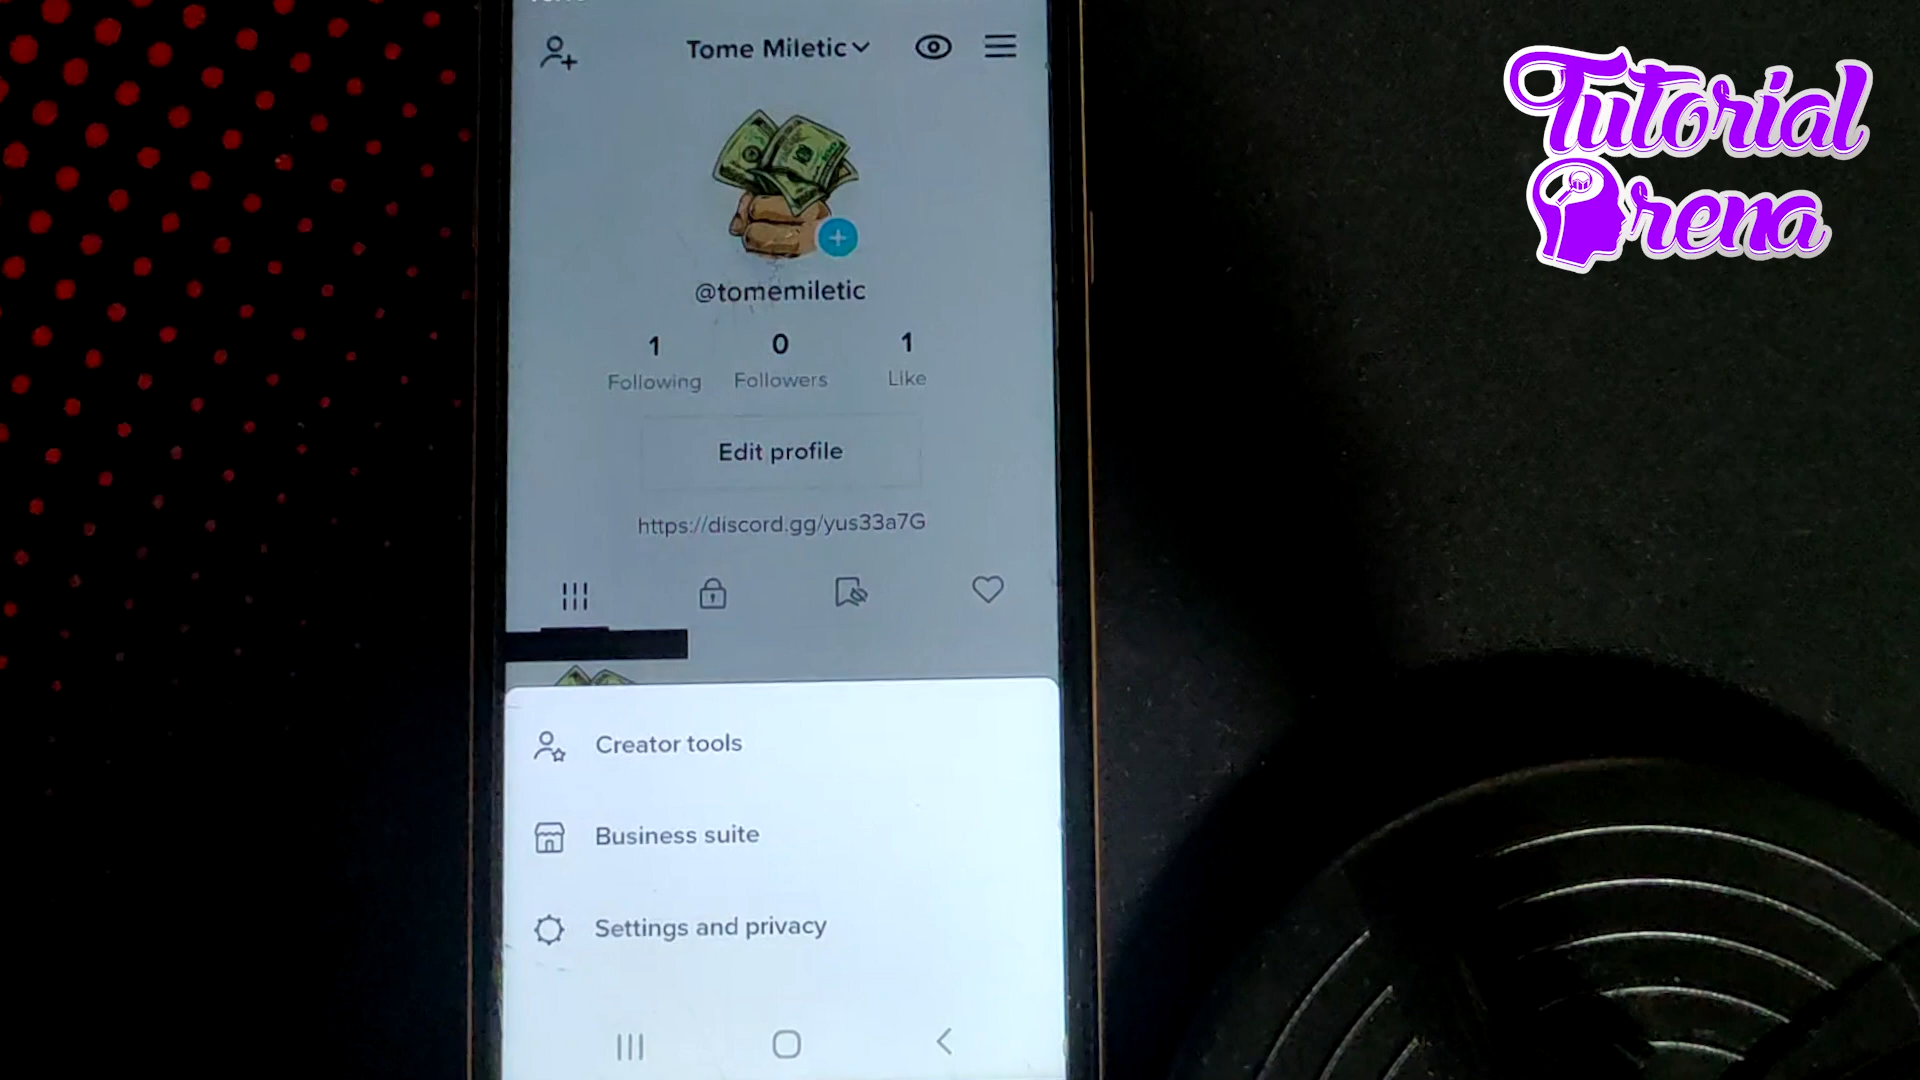 Tome Miletic
Tutorial
Arena
@tomemiletic
1 0 1
Following Followers Like
Edit profile
https://discord.gg/yus33a7G
Creator tools
Business suite
Settings and privacy